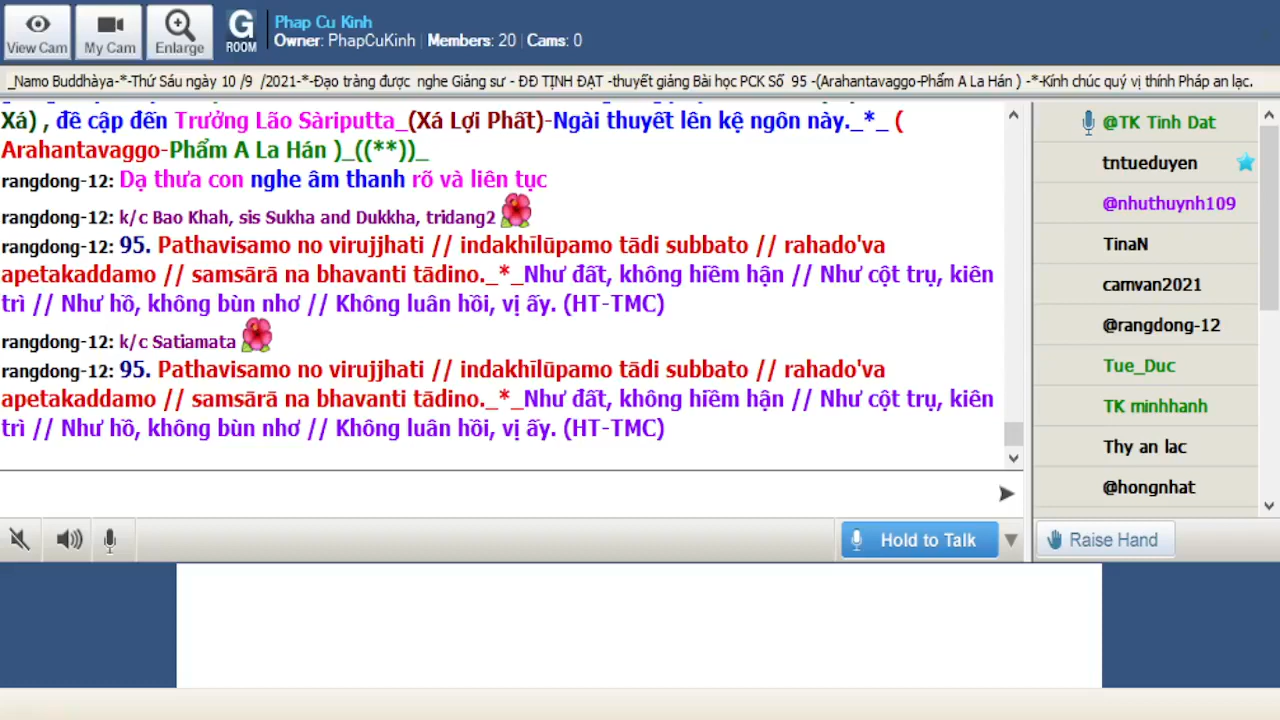 View Cam
My Cam
Enlarge
G
ROOM
Phap Cu Kinh
Owner: PhapCuKinh | Members: 20 | Cams: 0
_Namo Buddhàya-*-Thứ Sáu ngày 10 /9 /2021-*-Đạo tràng được nghe Giảng sư - ĐĐ TỊNH ĐẠT -thuyết giảng Bài học PCK Số 95 -(Arahantavaggo-Phẩm A La Hán ) -*-Kính chúc quý vị thính Pháp an lạc.
Xá) , đề cập đến Trưởng Lão Sàriputta_(Xá Lợi Phất)-Ngài thuyết lên kệ ngôn này._*_ (
Arahantavaggo-Phẩm A La Hán )_((**))_
rangdong-12: Dạ thưa con nghe âm thanh rõ và liên tục
rangdong-12: k/c Bao Khah, sis Sukha and Dukkha, tridang2
rangdong-12: 95. Pathavisamo no virujjhati // indakhīlūpamo tādi subbato // rahado'va
apetakaddamo // samsārā na bhavanti tādino._*_Như đất, không hiềm hận // Như cột trụ, kiên
trì // Như hồ, không bùn nhơ // Không luân hồi, vị ấy. (HT-TMC)
rangdong-12: k/c Satiamata
rangdong-12: 95. Pathavisamo no virujjhati // indakhīlūpamo tādi subbato // rahado'va
apetakaddamo // samsārā na bhavanti tādino._*_Như đất, không hiềm hận // Như cột trụ, kiên
trì // Như hồ, không bùn nhơ // Không luân hồi, vị ấy. (HT-TMC)
@TK Tinh Dat
tntueduyen
@nhuthuynh109
TinaN
camvan2021
@rangdong-12
Tue_Duc
TK minhhanh
Thy an lac
@hongnhat
Hold to Talk
Raise Hand